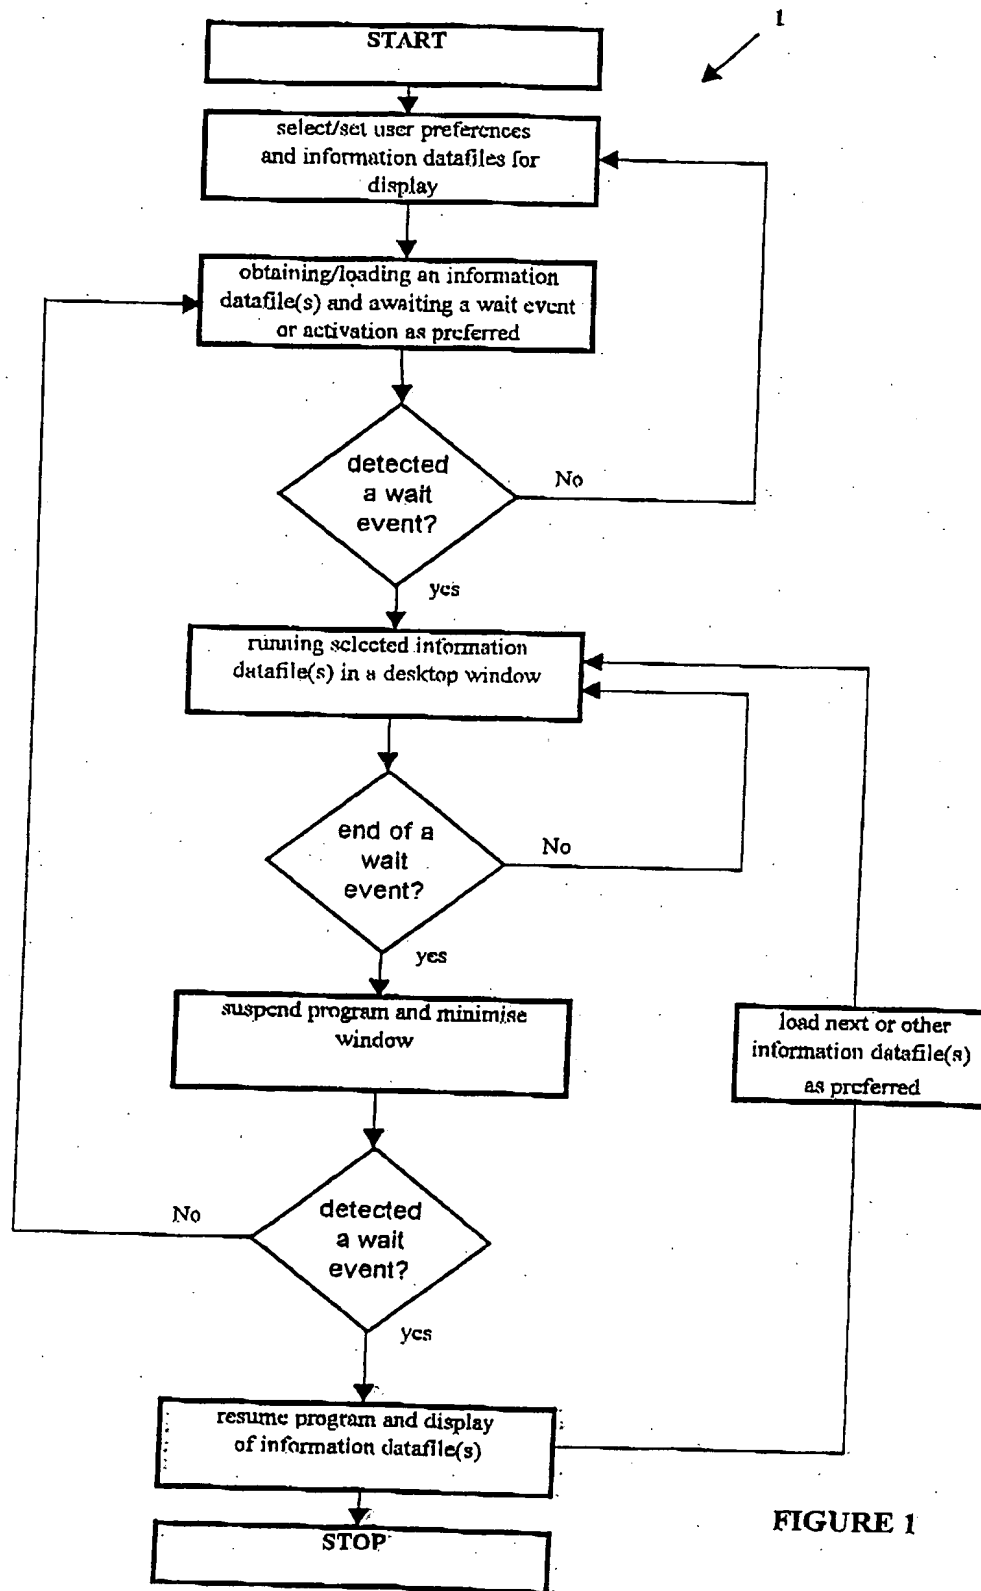 1
START
select/set user preferences
and information datafiles for
display
obtaining/loading an information
datafile(s) and awaiting a wait event
or activation as preferred
detected
a wait
event?
No
yes
running selected information
datafile(s) in a desktop window
end of a
wait
event?
No
yes
suspend program and minimise
window
load next or other
information datafile(s)
as preferred
detected
a wait
event?
No
yes
resume program and display
of information datafile(s)
STOP
FIGURE 1